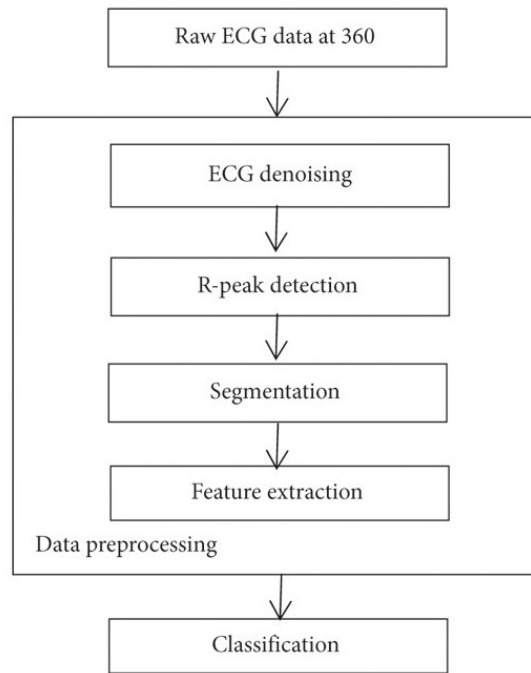 Raw ECG data at 360
ECG denoising
R-peak detection
Segmentation
Feature extraction
Data preprocessing
Classification